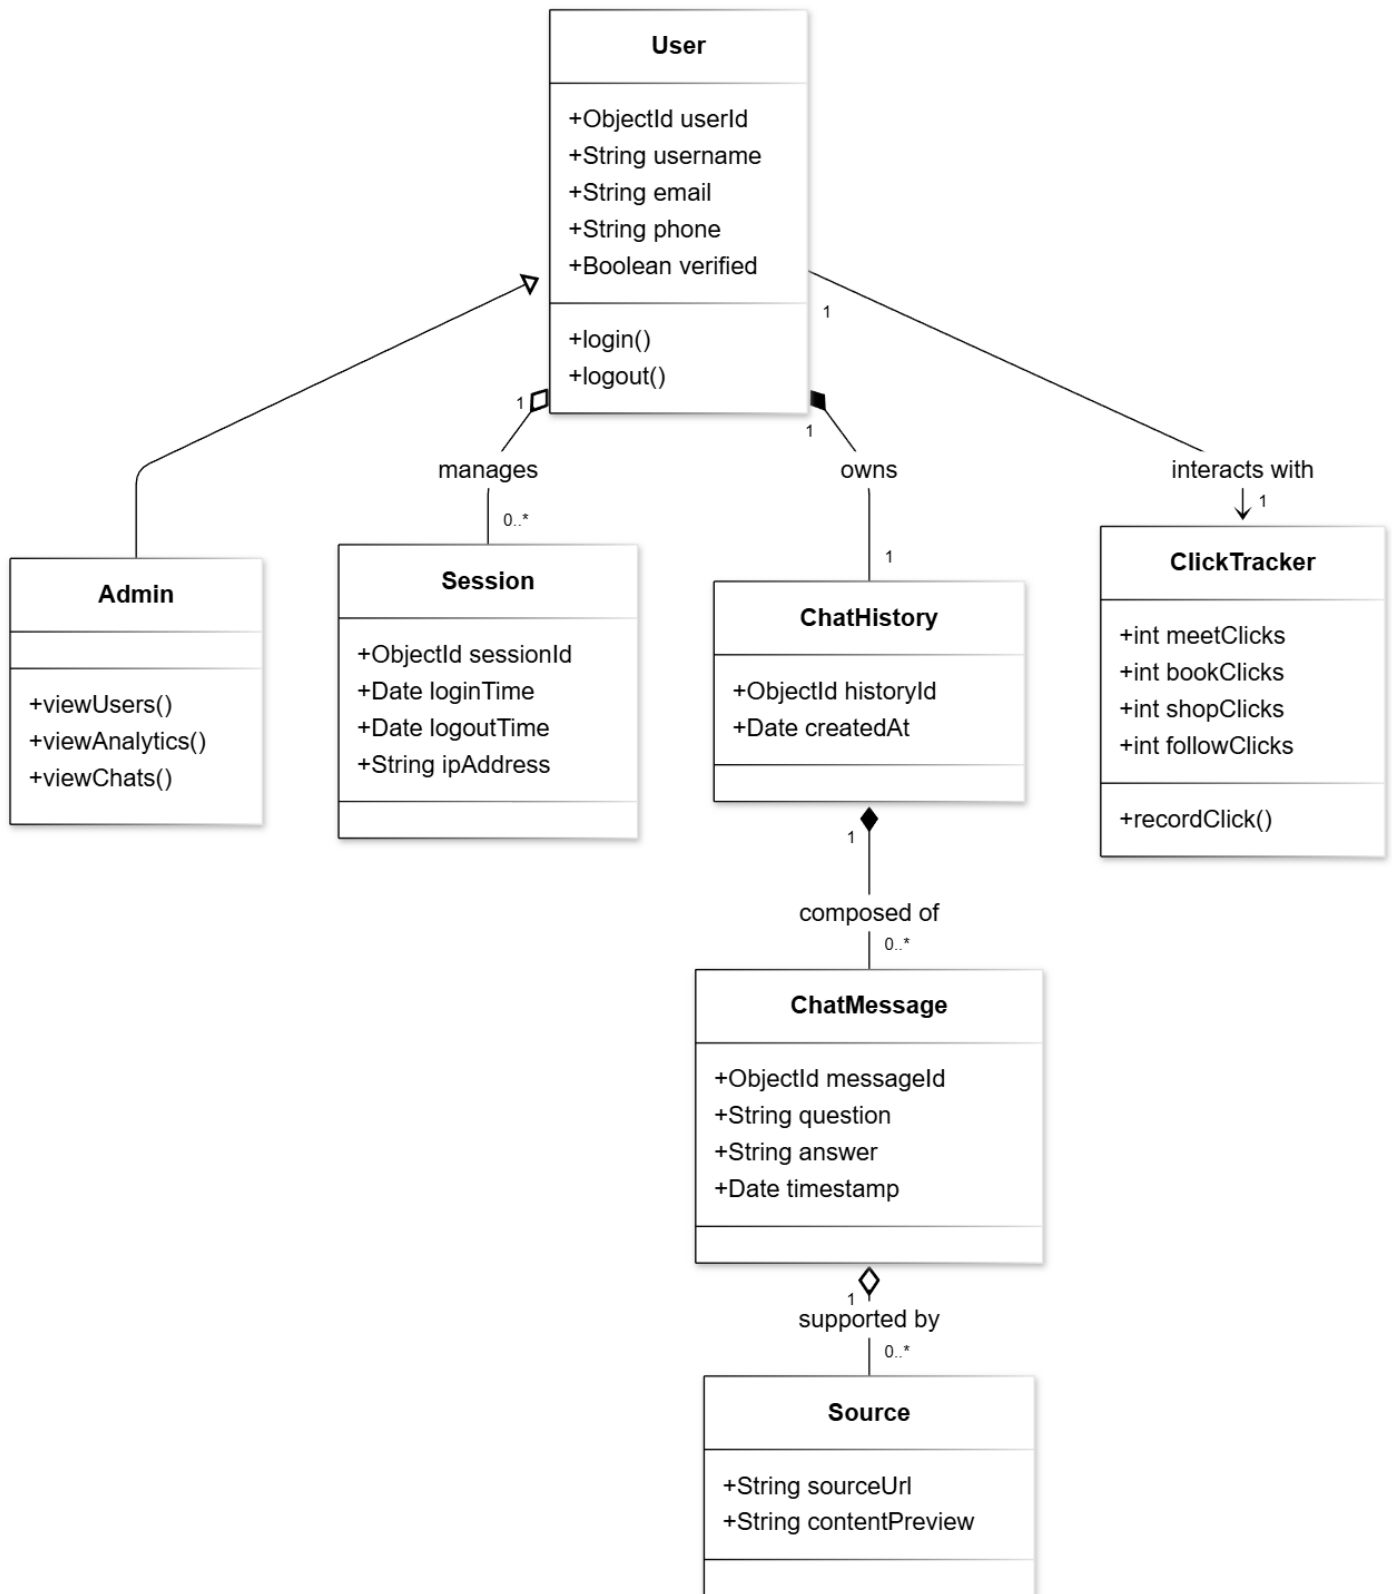 User
+ObjectId userId
+String username
+String email
+String phone
+Boolean verified
+login()
+logout()
1
1
1
manages
owns
interacts with
0..*
1
1
Admin
+viewUsers()
+viewAnalytics()
+viewChats()
Session
+ObjectId sessionId
+Date loginTime
+Date logoutTime
+String ipAddress
ChatHistory
+ObjectId historyId
+Date createdAt
ClickTracker
+int meetClicks
+int bookClicks
+int shopClicks
+int followClicks
+recordClick()
1
composed of
0..*
ChatMessage
+ObjectId messageId
+String question
+String answer
+Date timestamp
1
supported by
0..*
Source
+String sourceUrl
+String contentPreview